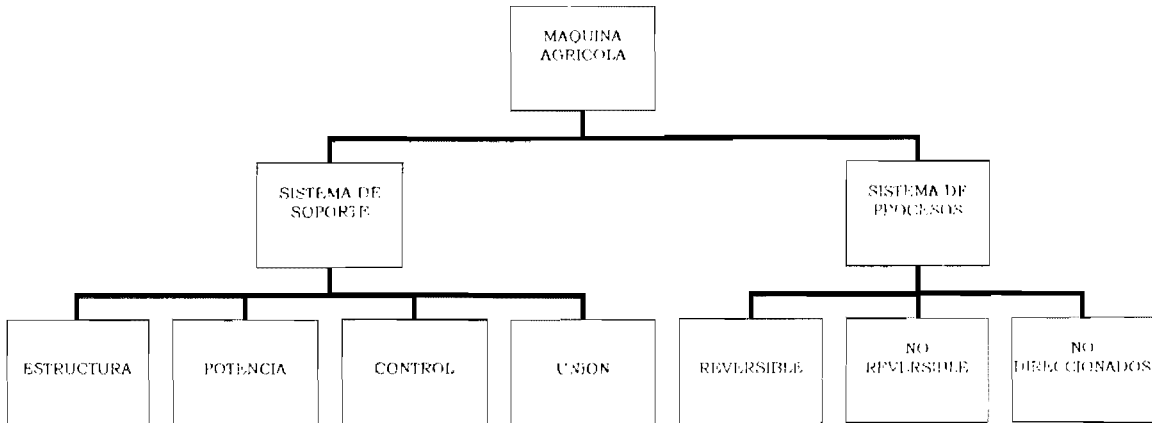 MAQUINA
AGRICOLA
SISTEMA DE
SOPORTE
SISTEMA DE
PROCESOS
ESTRUCTURA
POTENCIA
CONTROL
UNION
REVERSIBLE
NO
REVERSIBLE
NO
DIRECCIONADOS